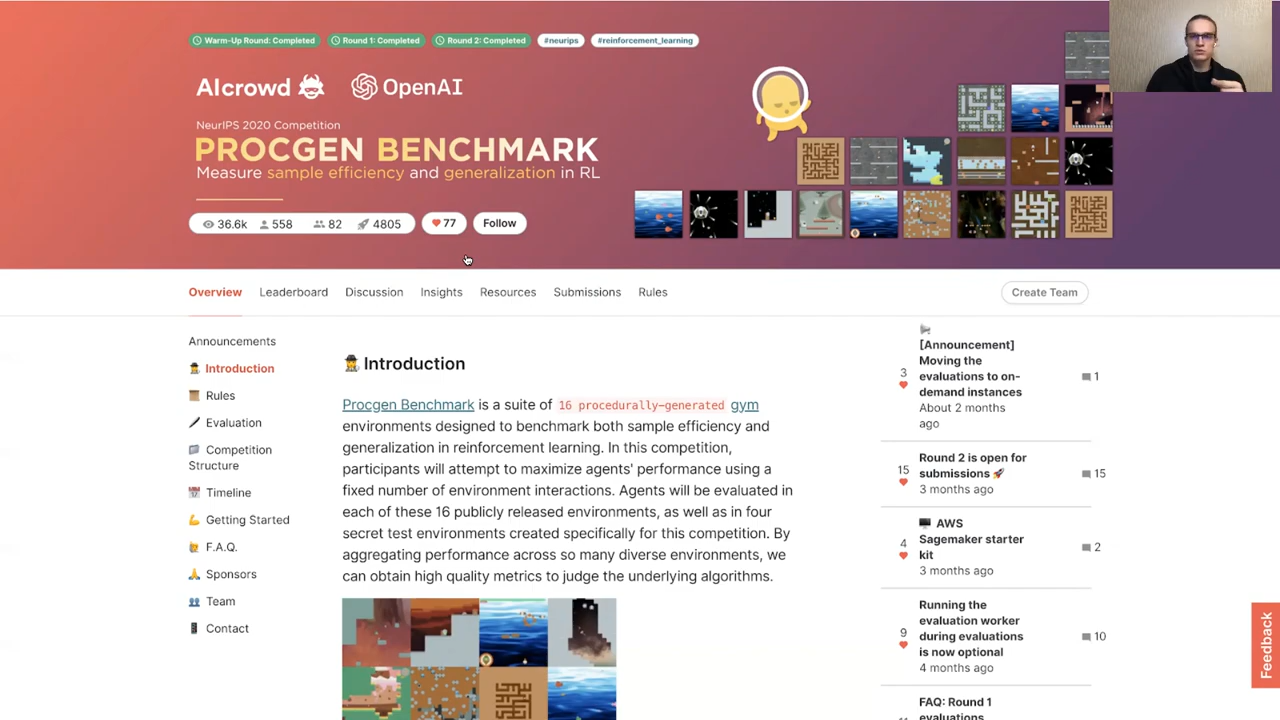 Warm-Up Round: Completed
Round 1: Completed
Round 2: Completed
#neurips
#reinforcement_learning
AIcrowd
OpenAI
NeurIPS 2020 Competition
PROCGEN BENCHMARK
Measure sample efficiency and generalization in RL
36.6k 558 82 4805
77
Follow
Overview Leaderboard Discussion Insights Resources Submissions Rules
Create Team
Announcements
Introduction
Rules
Evaluation
Competition
Structure
Timeline
Getting Started
F.A.Q.
Sponsors
Team
Contact
Introduction
Procgen Benchmark is a suite of 16 procedurally-generated gym
environments designed to benchmark both sample efficiency and
generalization in reinforcement learning. In this competition,
participants will attempt to maximize agents' performance using a
fixed number of environment interactions. Agents will be evaluated in
each of these 16 publicly released environments, as well as in four
secret test environments created specifically for this competition. By
aggregating performance across so many diverse environments, we
can obtain high quality metrics to judge the underlying algorithms.
3
[Announcement]
Moving the
evaluations to on-
demand instances
About 2 months
ago
1
15
Round 2 is open for
submissions 🚀
3 months ago
15
4
AWS
Sagemaker starter
kit
3 months ago
2
9
Running the
evaluation worker
during evaluations
is now optional
4 months ago
10
FAQ: Round 1
evaluations
Feedback